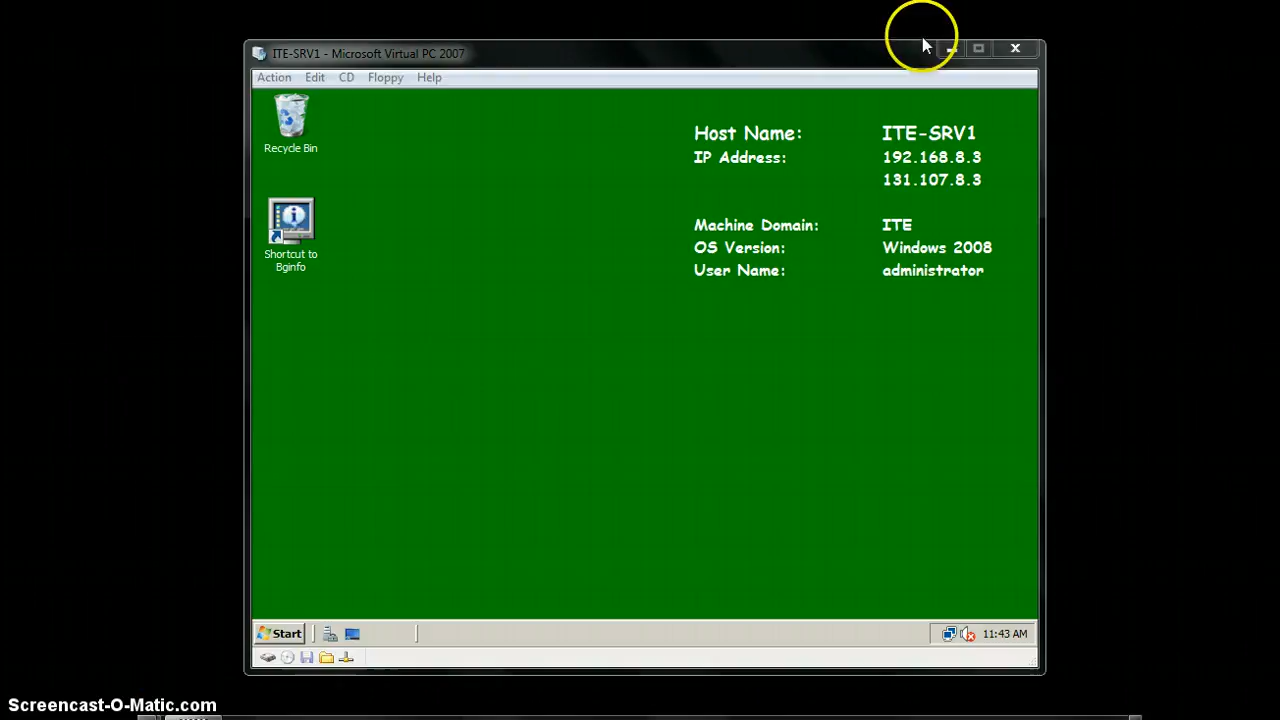 ITE-SRV1 - Microsoft Virtual PC 2007
Action Edit CD Floppy Help
Recycle Bin
Shortcut to
Bginfo
Host Name: ITE-SRV1
IP Address: 192.168.8.3
131.107.8.3
Machine Domain: ITE
OS Version: Windows 2008
User Name: administrator
Start
11:43 AM
Screencast-O-Matic.com